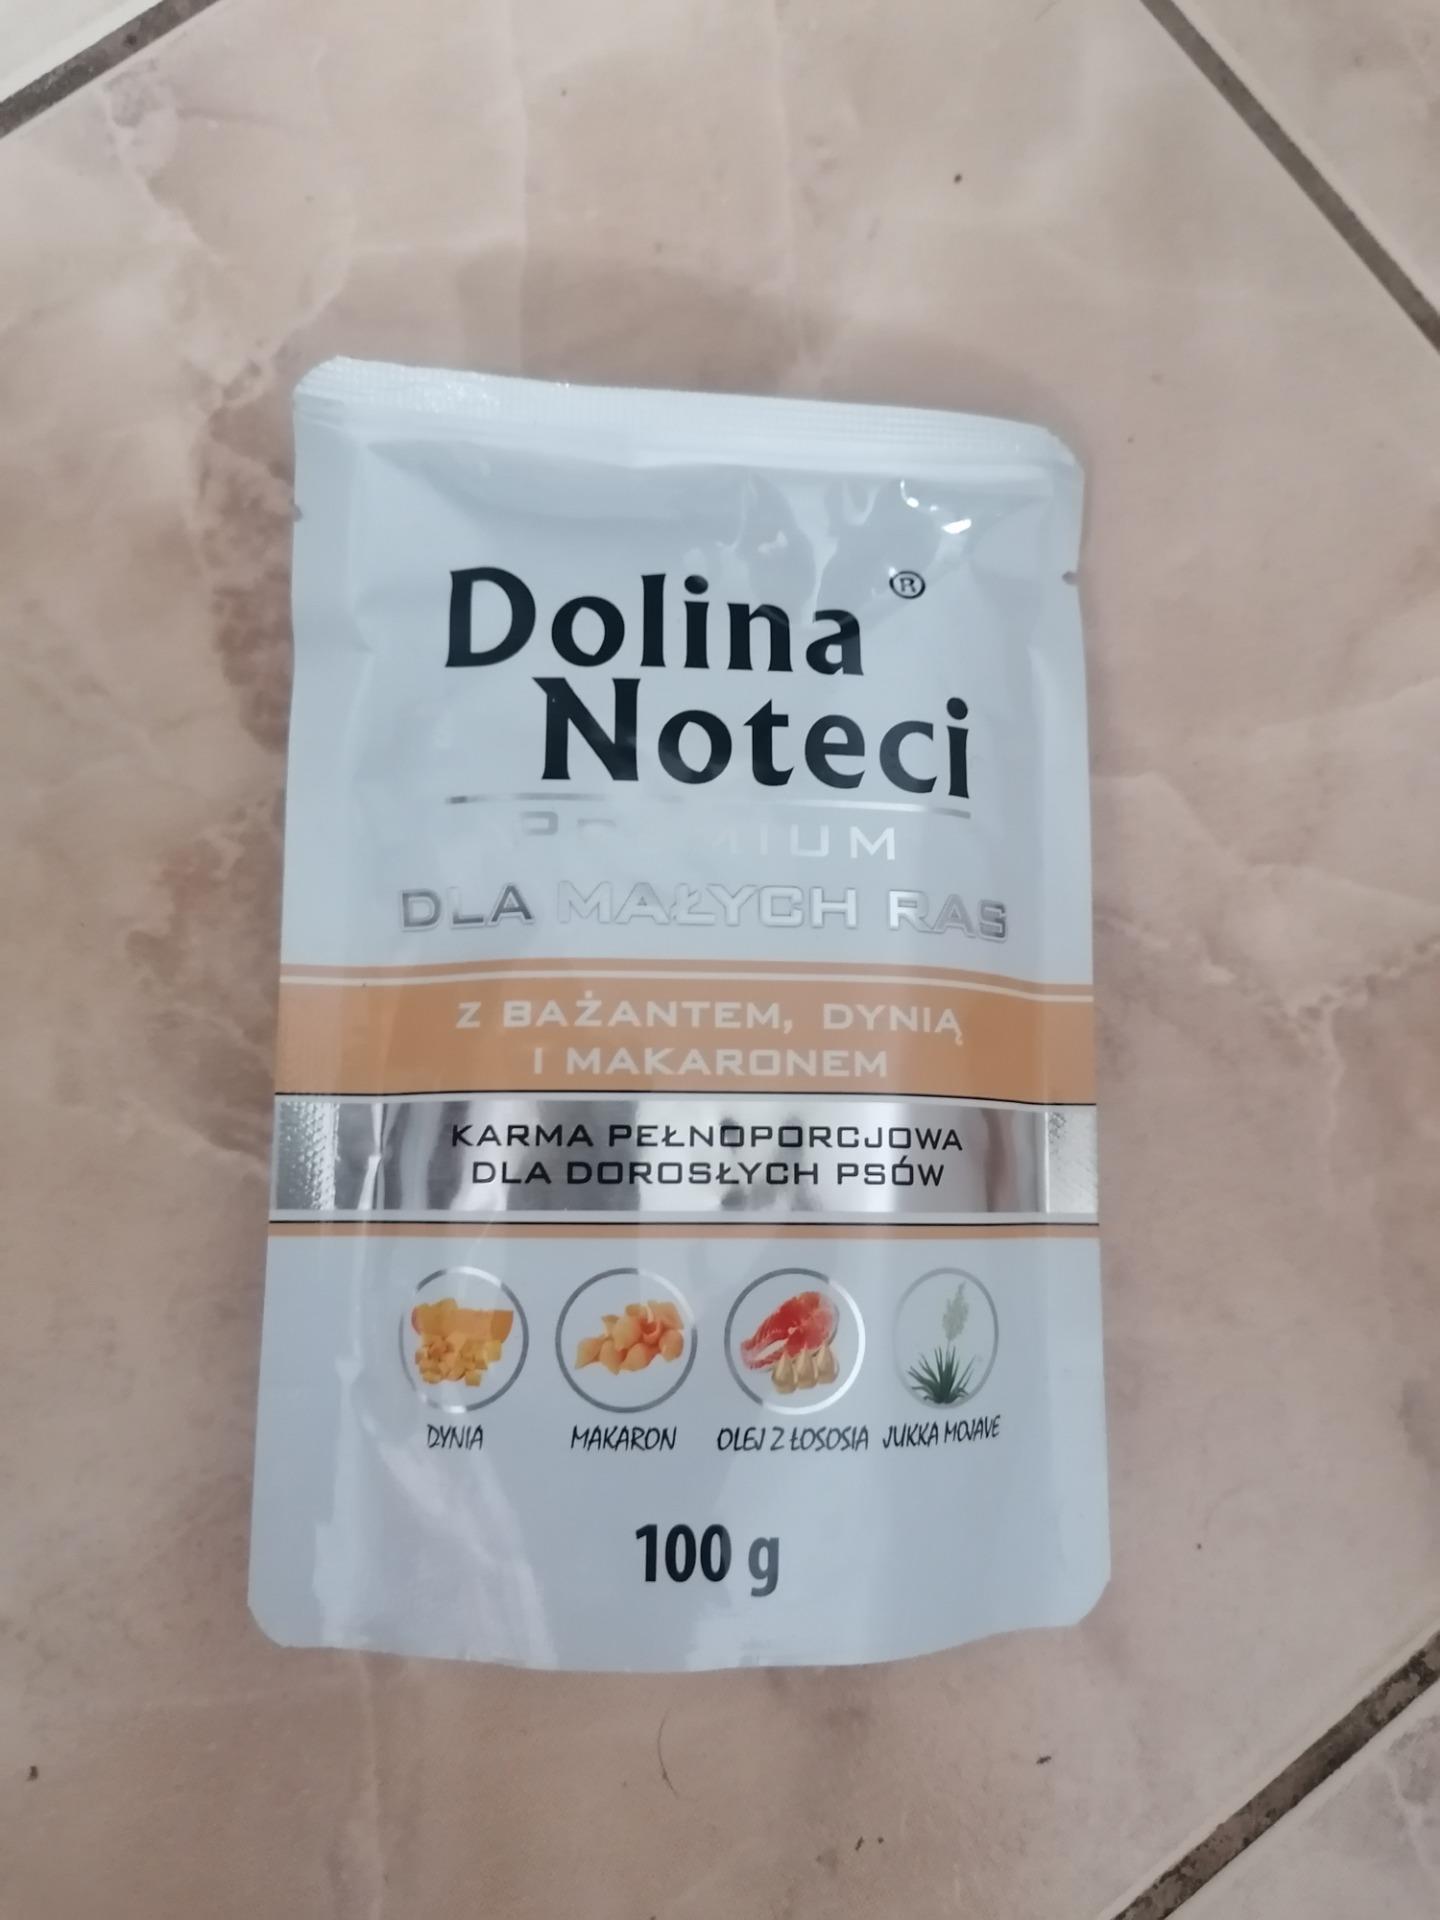 Dolina ®
Noteci
PREMIUM
DLA MAŁYCH RAS
Z BAŻANTEM, DYNIĄ
I MAKARONEM
KARMA PEŁNOPORCJOWA
DLA DOROSŁYCH PSÓW
DYNIA MAKARON OLEJ Z ŁOSOSIA JUKKA MOJAVE
100 g